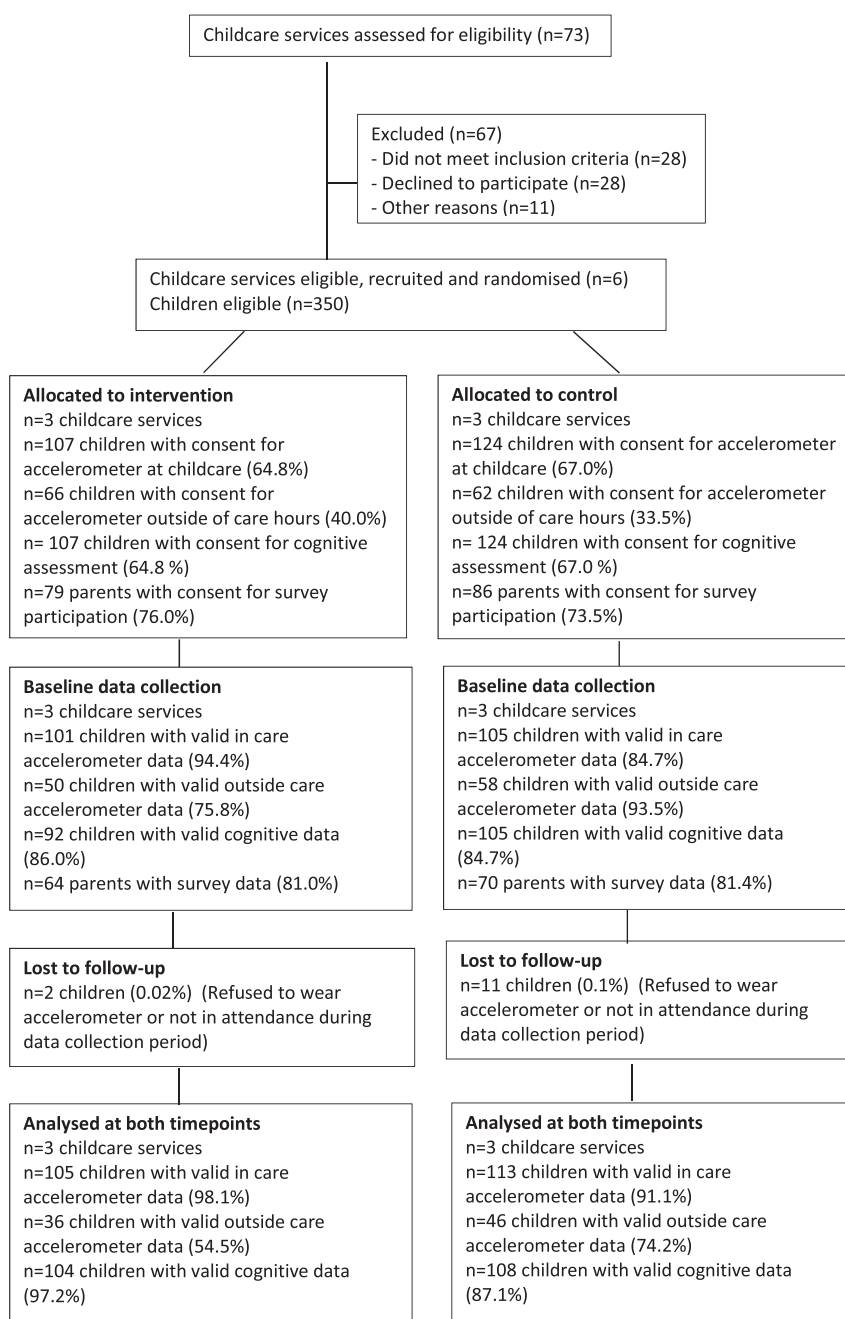 Childcare services assessed for eligibility (n=73)
Excluded (n=67)
- Did not meet inclusion criteria (n=28)
- Declined to participate (n=28)
- Other reasons (n=11)
Childcare services eligible, recruited and randomised (n=6)
Children eligible (n=350)
Allocated to intervention
n=3 childcare services
n=107 children with consent for
accelerometer at childcare (64.8%)
n=66 children with consent for
accelerometer outside of care hours (40.0%)
n= 107 children with consent for cognitive
assessment (64.8 %)
n=79 parents with consent for survey
participation (76.0%)
Allocated to control
n=3 childcare services
n=124 children with consent for accelerometer
at childcare (67.0%)
n=62 children with consent for accelerometer
outside of care hours (33.5%)
n= 124 children with consent for cognitive
assessment (67.0 %)
n=86 parents with consent for survey
participation (73.5%)
Baseline data collection
n=3 childcare services
n=101 children with valid in care
accelerometer data (94.4%)
n=50 children with valid outside care
accelerometer data (75.8%)
n=92 children with valid cognitive data
(86.0%)
n=64 parents with survey data (81.0%)
Baseline data collection
n=3 childcare services
n=105 children with valid in care
accelerometer data (84.7%)
n=58 children with valid outside care
accelerometer data (93.5%)
n=105 children with valid cognitive data
(84.7%)
n=70 parents with survey data (81.4%)
Lost to follow-up
n=2 children (0.02%)  (Refused to wear
accelerometer or not in attendance during
data collection period)
Lost to follow-up
n=11 children (0.1%)  (Refused to wear
accelerometer or not in attendance during
data collection period)
Analysed at both timepoints
n=3 childcare services
n=105 children with valid in care
accelerometer data (98.1%)
n=36 children with valid outside care
accelerometer data (54.5%)
n=104 children with valid cognitive data
(97.2%)
Analysed at both timepoints
n=3 childcare services
n=113 children with valid in care
accelerometer data (91.1%)
n=46 children with valid outside care
accelerometer data (74.2%)
n=108 children with valid cognitive data
(87.1%)